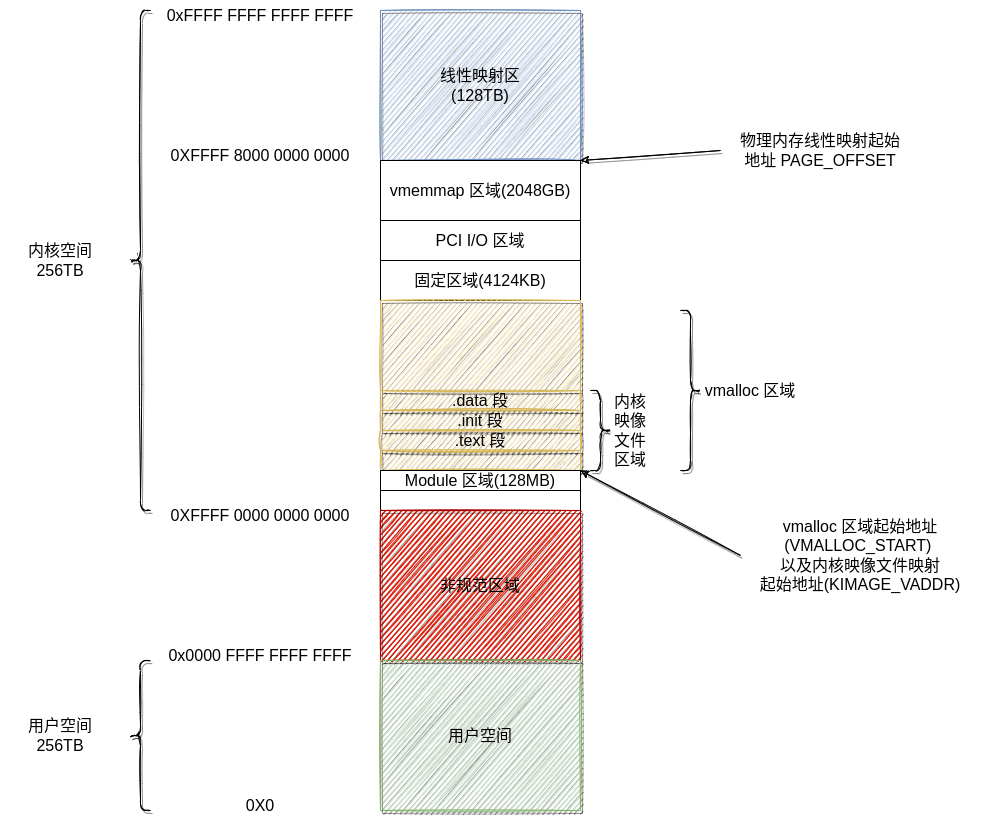 0xFFFF FFFF FFFF FFFF
线性映射区
(128TB)
0XFFFF 8000 0000 0000
物理内存线性映射起始
地址 PAGE_OFFSET
vmemmap 区域(2048GB)
PCI I/O 区域
内核空间
256TB
固定区域(4124KB)
vmalloc 区域
.data 段
.init 段
.text 段
内核
映像
文件
区域
Module 区域(128MB)
0XFFFF 0000 0000 0000
vmalloc 区域起始地址
(VMALLOC_START)
以及内核映像文件映射
起始地址(KIMAGE_VADDR)
非规范区域
0x0000 FFFF FFFF FFFF
用户空间
256TB
用户空间
0X0